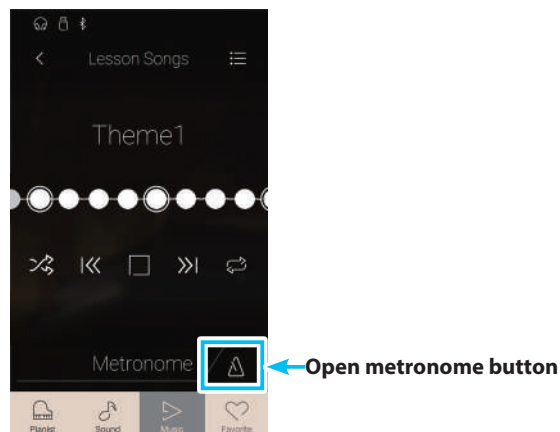 Lesson Songs
Theme1
Metronome
Open metronome button
Pianist
Sound
Music
Favorite